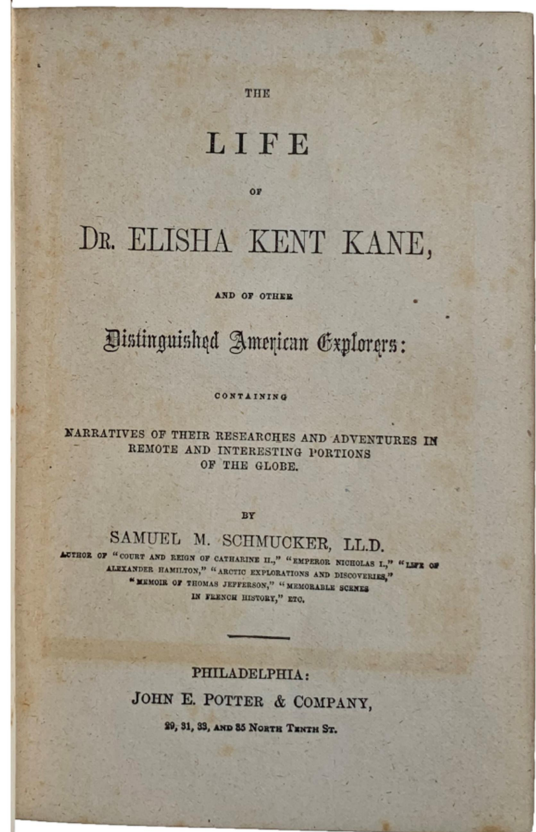 THE
LIFE
OF
DR. ELISHA KENT KANE,
AND OF OTHER
Distinguished American Explorers:
CONTAINING
NARRATIVES OF THEIR RESEARCHES AND ADVENTURES IN
REMOTE AND INTERESTING PORTIONS
OF THE GLOBE.
BY
SAMUEL M. SCHMUCKER, LL.D.
AUTHOR OF "COURT AND REIGN OF CATHARINE II.," "EMPEROR NICHOLAS I.," "LIFE OF
ALEXANDER HAMILTON," "ARCTIC EXPLORATIONS AND DISCOVERIES,"
"MEMOIR OF THOMAS JEFFERSON," "MEMORABLE SCENES
IN FRENCH HISTORY," ETC.
PHILADELPHIA:
JOHN E. POTTER & COMPANY,
29, 31, 33, AND 35 NORTH TENTH ST.